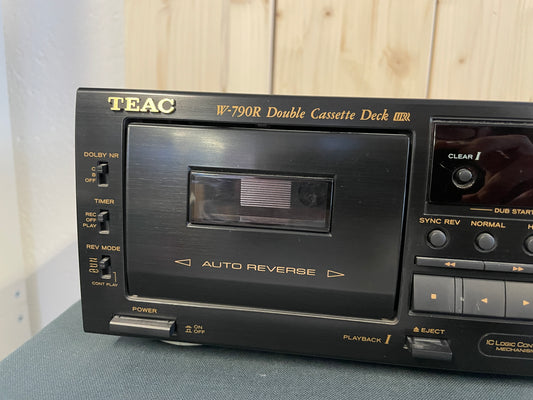 TEAC
W-790R Double Cassette Deck
DOLBY NR
C
B
OFF
TIMER
REC
OFF
PLAY
REV MODE
CONT PLAY
POWER
ON
OFF
AUTO REVERSE
PLAYBACK I
EJECT
CLEAR I
DUB START
SYNC REV
NORMAL
H
IC LOGIC CON
MECHANIS